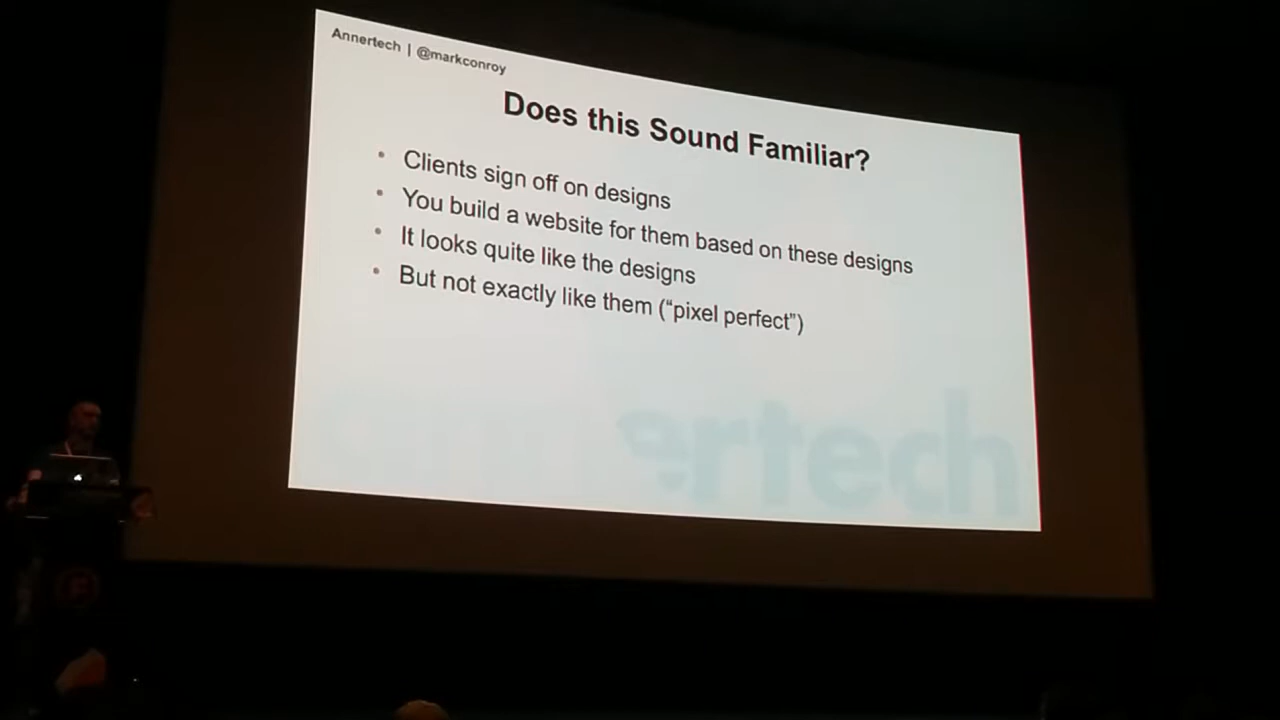 Annertech | @markconroy
Does this Sound Familiar?
Clients sign off on designs
You build a website for them based on these designs
It looks quite like the designs
But not exactly like them (“pixel perfect”)
ertech